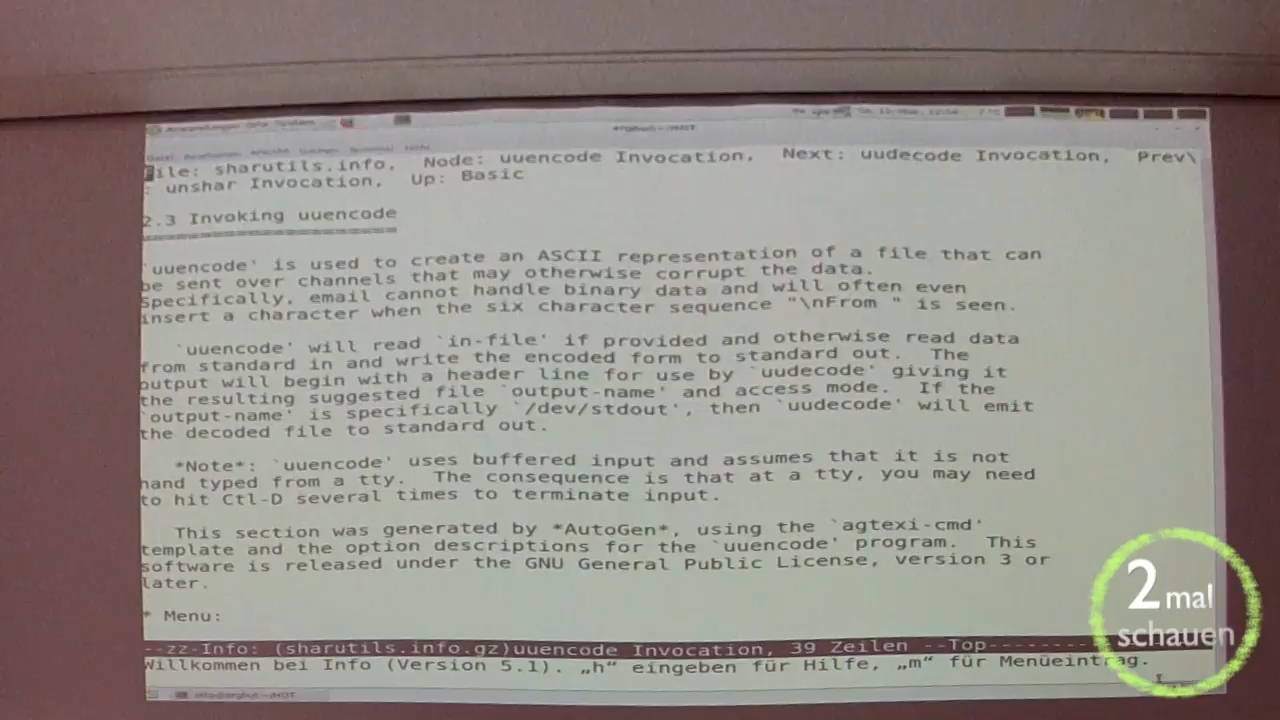 Anwendungen Orte System
File: sharutils.info,  Node: uuencode Invocation,  Next: uudecode Invocation,  Prev\
: unshar Invocation,  Up: Basic
2.3 Invoking uuencode
=====================
`uuencode' is used to create an ASCII representation of a file that can
be sent over channels that may otherwise corrupt the data.
Specifically, email cannot handle binary data and will often even
insert a character when the six character sequence "\nFrom " is seen.
`uuencode' will read `in-file' if provided and otherwise read data
from standard in and write the encoded form to standard out.  The
output will begin with a header line for use by `uudecode' giving it
the resulting suggested file `output-name' and access mode.  If the
`output-name' is specifically `/dev/stdout', then `uudecode' will emit
the decoded file to standard out.
*Note*: `uuencode' uses buffered input and assumes that it is not
hand typed from a tty.  The consequence is that at a tty, you may need
to hit Ctl-D several times to terminate input.
This section was generated by *AutoGen*, using the `agtexi-cmd'
template and the option descriptions for the `uuencode' program.  This
software is released under the GNU General Public License, version 3 or
later.
* Menu:
--zz-Info: (sharutils.info.gz)uuencode Invocation, 39 Zeilen --Top----------
Willkommen bei Info (Version 5.1). „h“ eingeben für Hilfe, „m“ für Menüeintrag.
2 mal
schauen